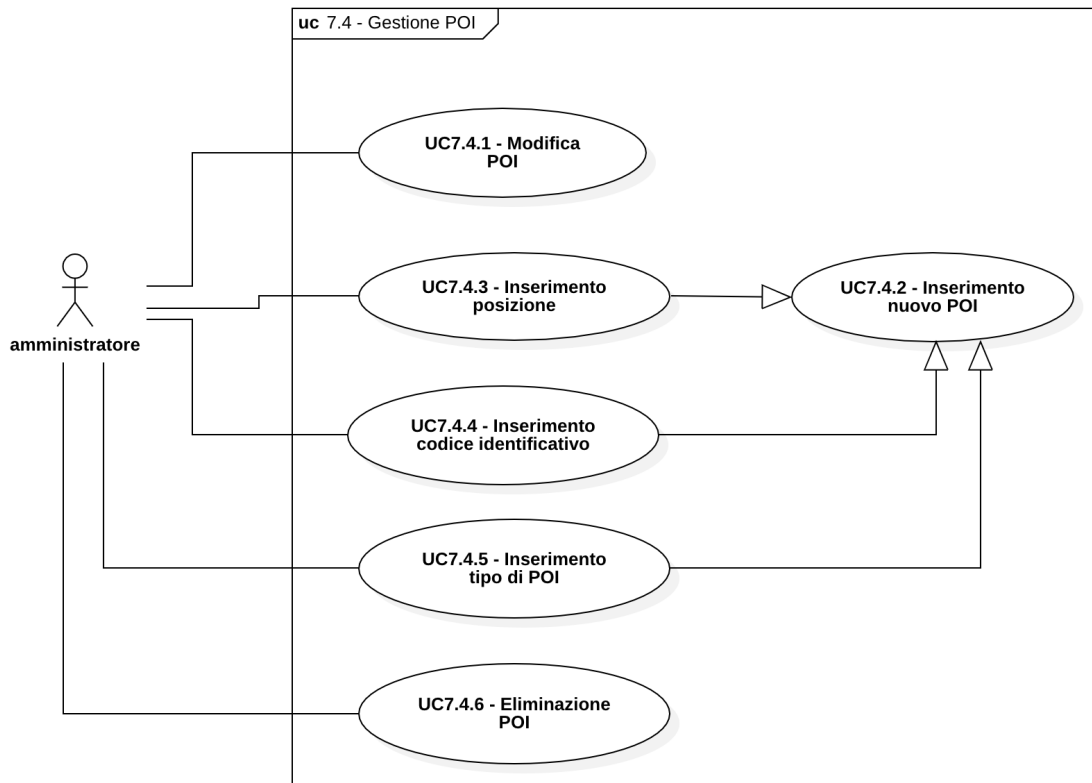 uc 7.4 - Gestione POI
UC7.4.1 - Modifica
POI
UC7.4.3 - Inserimento
posizione
UC7.4.2 - Inserimento
nuovo POI
amministratore
UC7.4.4 - Inserimento
codice identificativo
UC7.4.5 - Inserimento
tipo di POI
UC7.4.6 - Eliminazione
POI